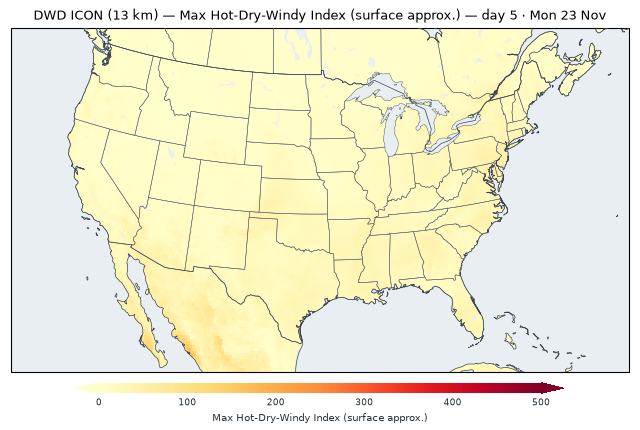 DWD ICON (13 km) — Max Hot-Dry-Windy Index (surface approx.) — day 5 · Mon 23 Nov
0 100 200 300 400 500
Max Hot-Dry-Windy Index (surface approx.)